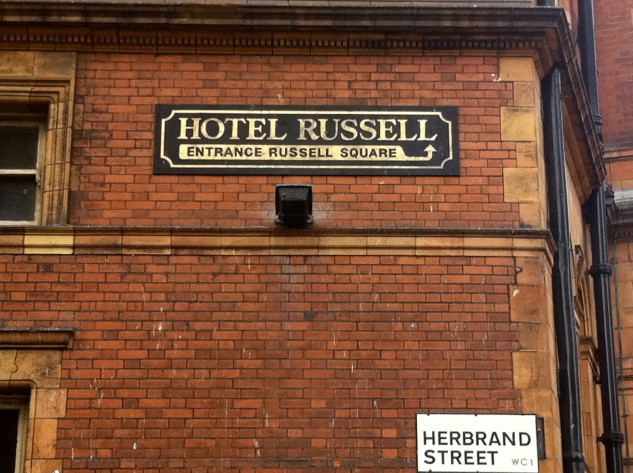 HOTEL RUSSELL
ENTRANCE RUSSELL SQUARE
HERBRAND
STREET WC1